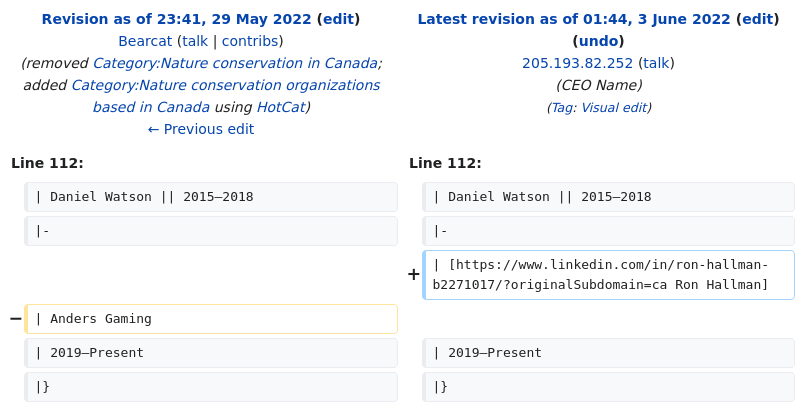 Revision as of 23:41, 29 May 2022 (edit)
Bearcat (talk | contribs)
(removed Category:Nature conservation in Canada;
added Category:Nature conservation organizations
based in Canada using HotCat)
← Previous edit
Latest revision as of 01:44, 3 June 2022 (edit)
(undo)
205.193.82.252 (talk)
(CEO Name)
(Tag: Visual edit)
Line 112:
Line 112:
| Daniel Watson || 2015–2018
| Daniel Watson || 2015–2018
|-
|-
+
| [https://www.linkedin.com/in/ron-hallman-
b2271017/?originalSubdomain=ca Ron Hallman]
−
| Anders Gaming
| 2019–Present
| 2019–Present
|}
|}